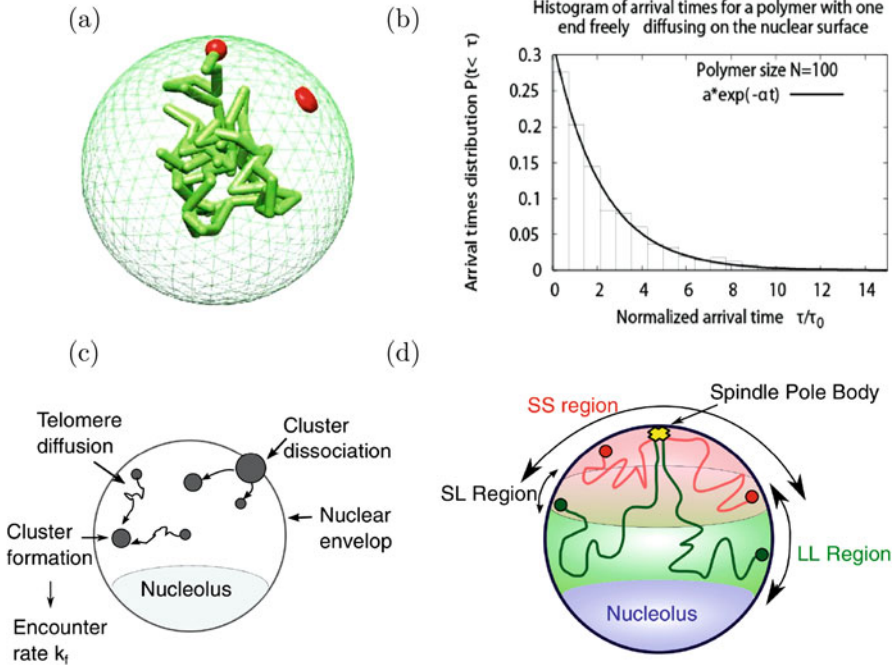 (a)
(b)
Histogram of arrival times for a polymer with one
end freely diffusing on the nuclear surface
Arrival times distribution P(t< τ)
0.3
0.25
0.2
0.15
0.1
0.05
0
Polymer size N=100
a*exp(-αt)
0 2 4 6 8 10 12 14
Normalized arrival time τ/τ0
(c)
Telomere
diffusion
Cluster
dissociation
Cluster
formation
Nuclear
envelop
Nucleolus
Encounter
rate kf
(d)
Spindle Pole Body
SS region
SL Region
LL Region
Nucleolus